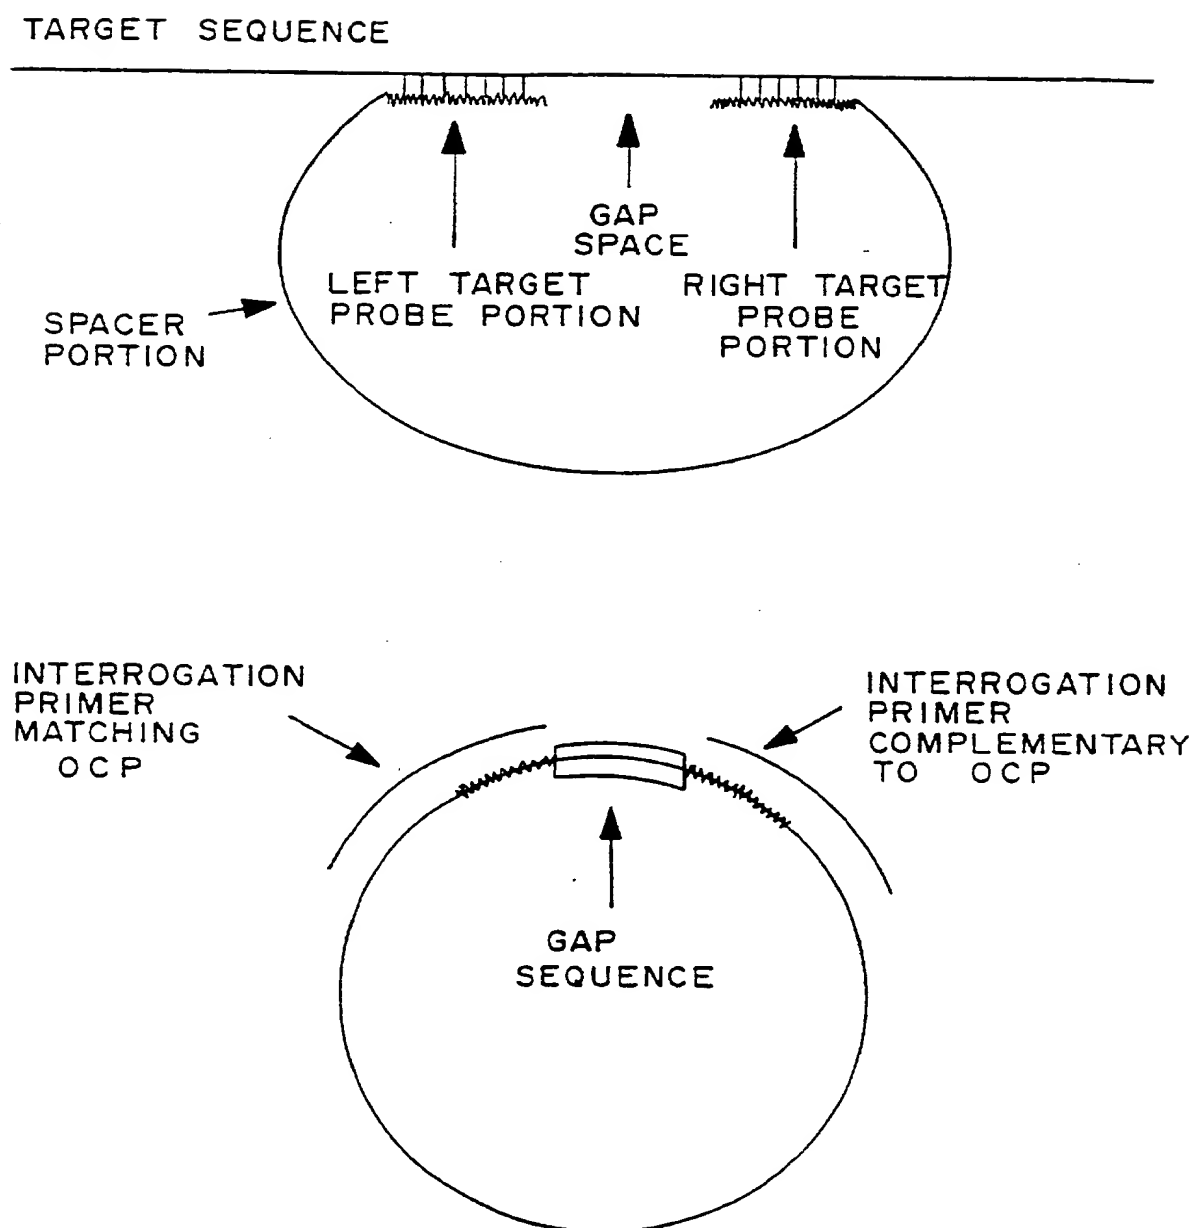 TARGET SEQUENCE
GAP
SPACE
LEFT TARGET
PROBE PORTION
RIGHT TARGET
PROBE
PORTION
SPACER
PORTION
INTERROGATION
PRIMER
MATCHING
OCP
INTERROGATION
PRIMER
COMPLEMENTARY
TO OCP
GAP
SEQUENCE